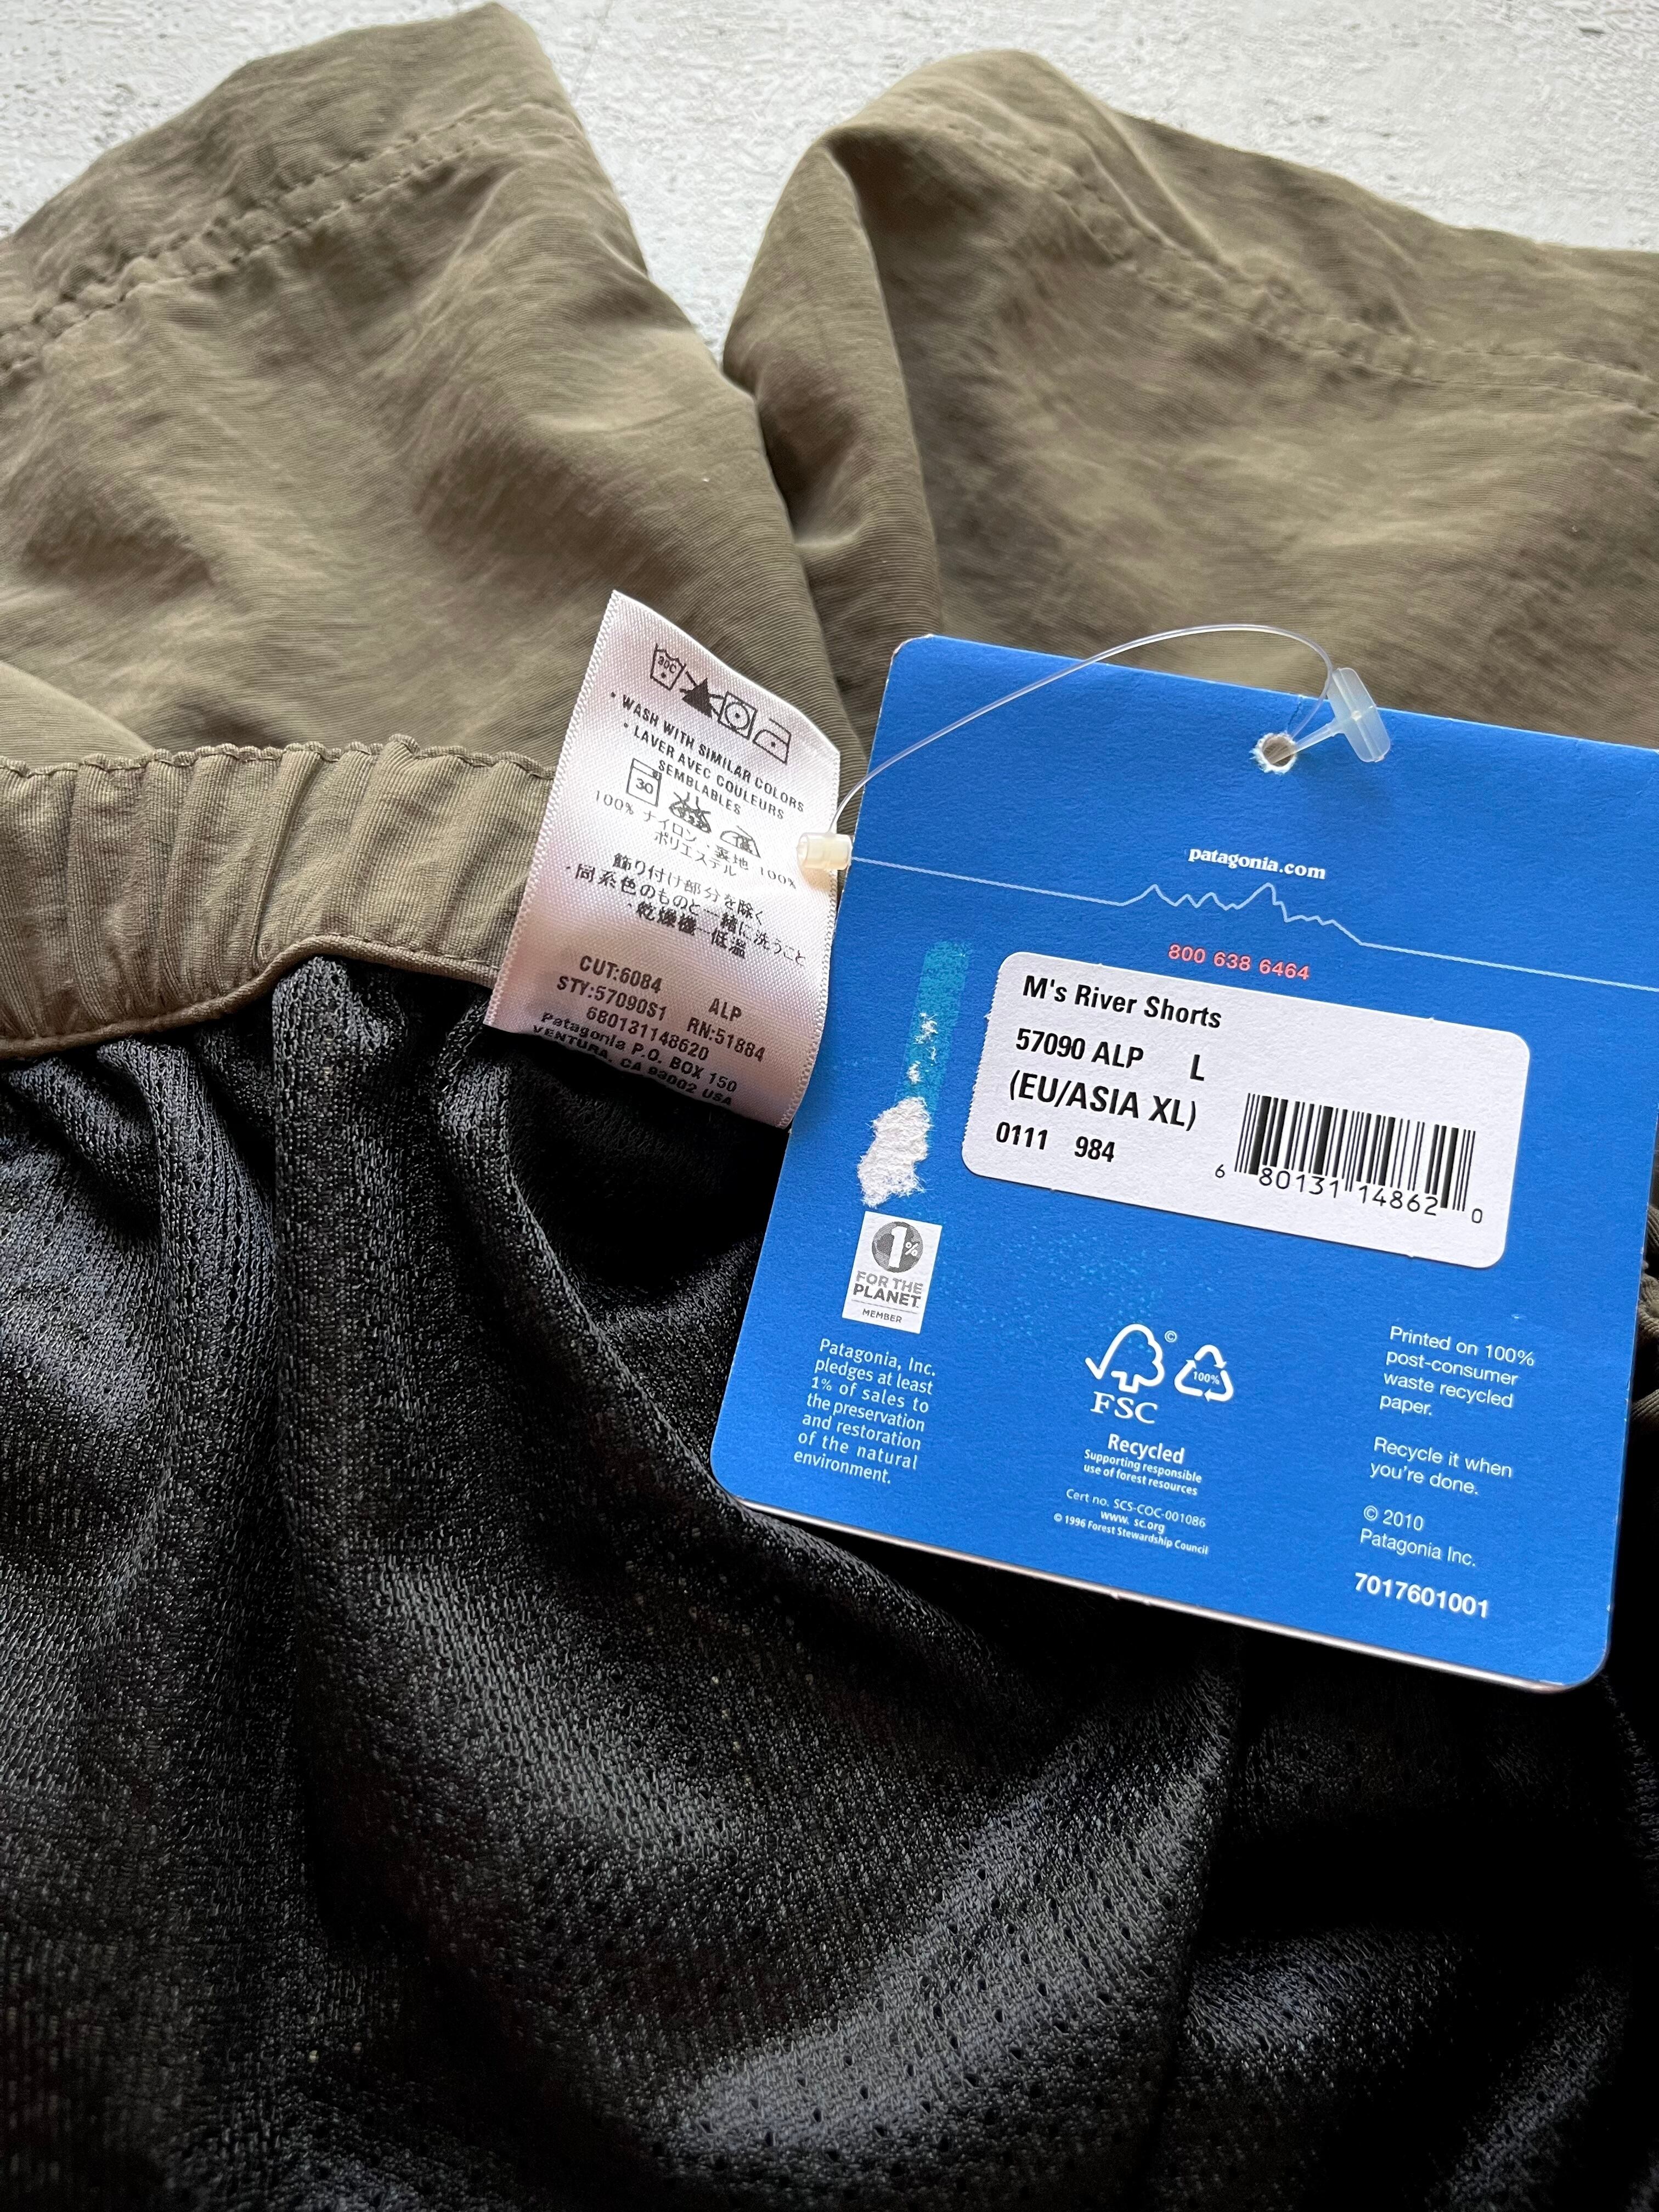 30C
• WASH WITH SIMILAR COLORS
• LAVER AVEC COULEURS
SEMBLABLES
30
100% ナイロン・裏地 100%
ポリエステル
飾り付け部分を除く
・同系色のものと一緒に洗うこと
・乾燥機ー低温
CUT:6084 ALP
STY:57090S1 RN:51884
680131148620
Patagonia P.O. BOX 150
VENTURA, CA 93002 USA
patagonia.com
800 638 6464
M's River Shorts
57090 ALP L
(EU/ASIA XL)
0111 984
6 80131 14862 0
1%
FOR THE
PLANET
MEMBER
Patagonia, Inc.
pledges at least
1% of sales to
the preservation
and restoration
of the natural
environment.
©
100%
FSC
Recycled
Supporting responsible
use of forest resources
Cert no. SCS-COC-001086
www. sc.org
© 1996 Forest Stewardship Council
Printed on 100%
post-consumer
waste recycled
paper.
Recycle it when
you're done.
© 2010
Patagonia Inc.
7017601001